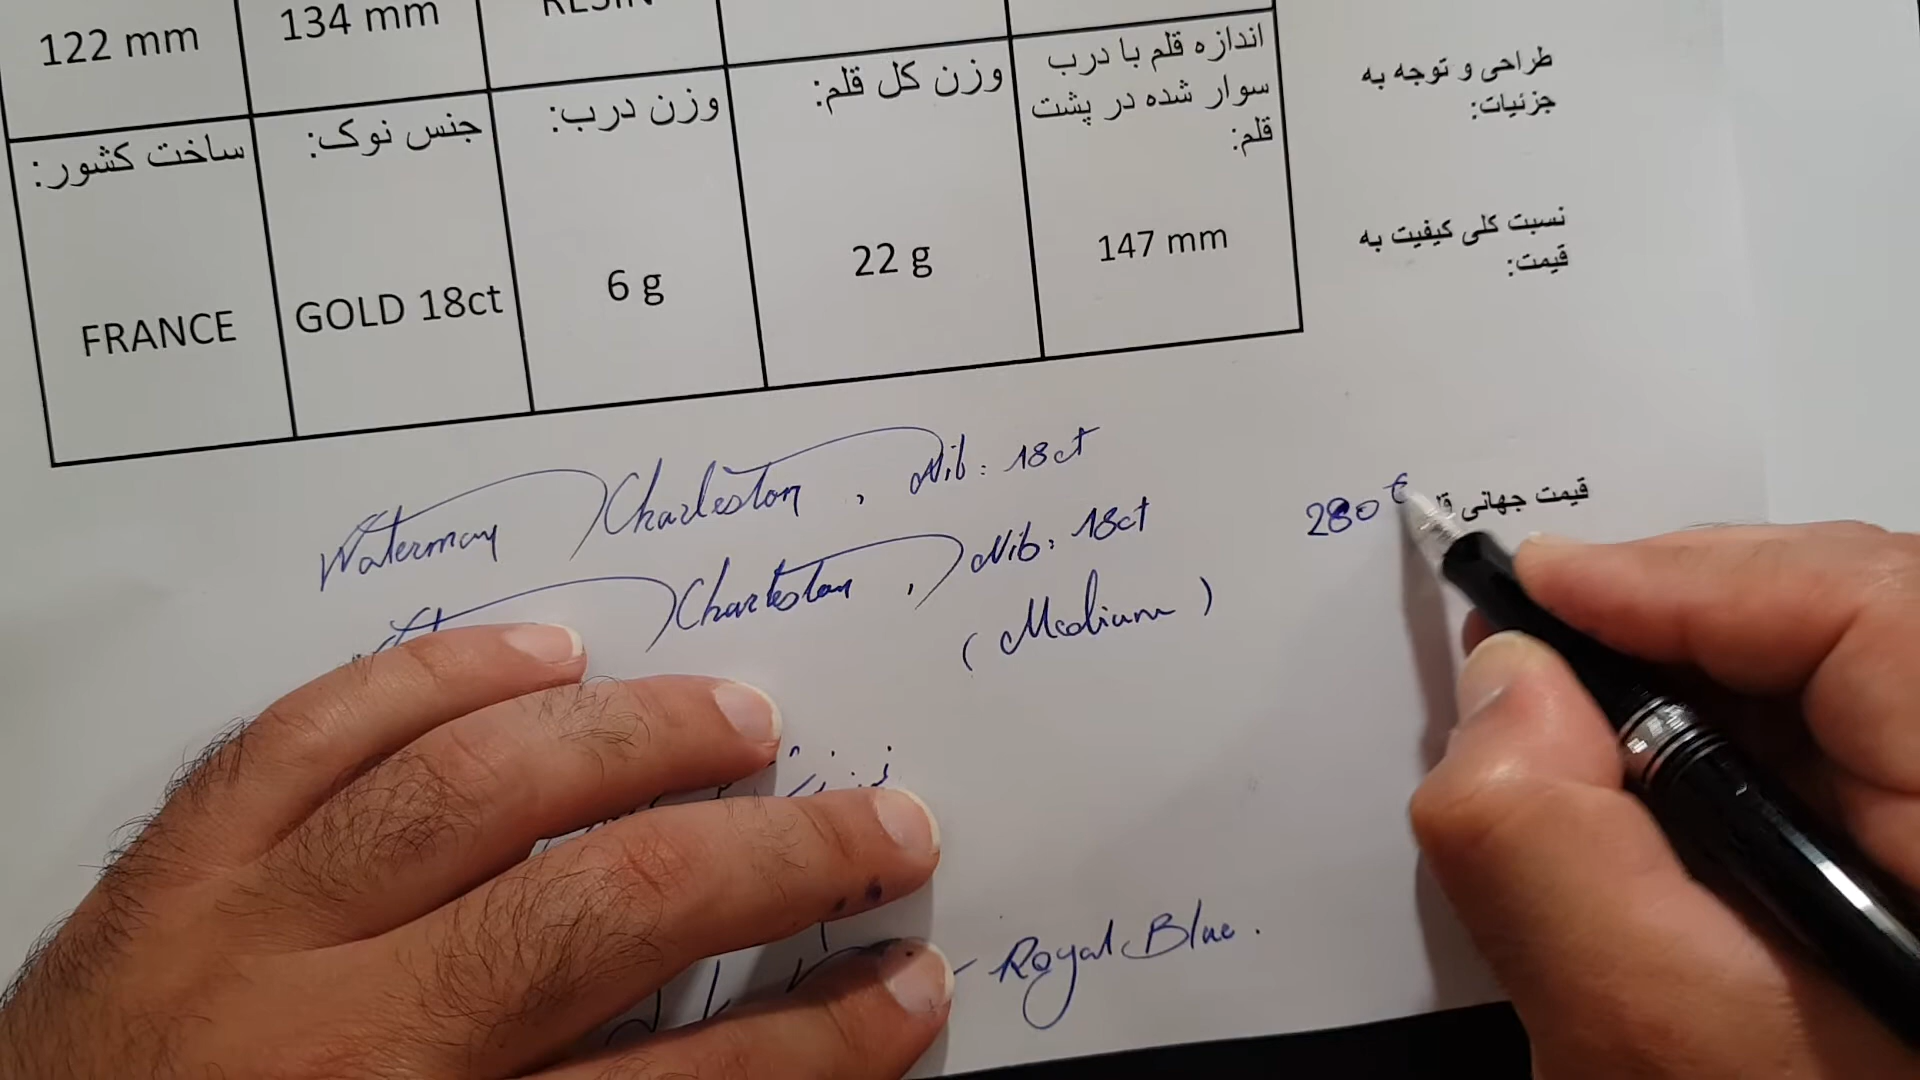 122 mm
134 mm
RESIN
اندازه قلم با درب
سوار شده در پشت
قلم:
147 mm
وزن کل قلم:
22 g
وزن درب:
6 g
جنس نوک:
GOLD 18ct
ساخت کشور:
FRANCE
طراحی و توجه به
جزئیات:
نسبت کلی کیفیت به
قیمت:
قیمت جهانی
280 €
Waterman Charleston , Nib: 18ct
Charleston , Nib: 18ct
(Medium)
Royal Blue.